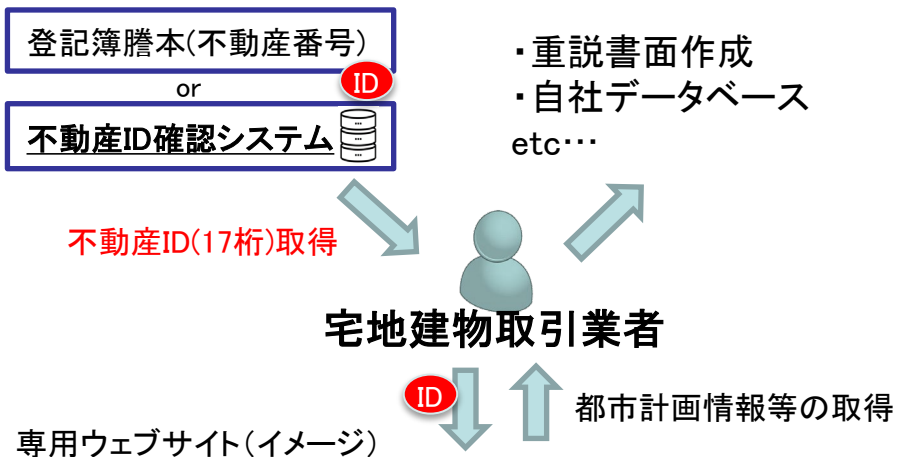 登記簿謄本(不動産番号)
or
ID
不動産ID確認システム
・重説書面作成
・自社データベース
etc…
不動産ID(17桁)取得
宅地建物取引業者
ID
都市計画情報等の取得
専用ウェブサイト(イメージ)